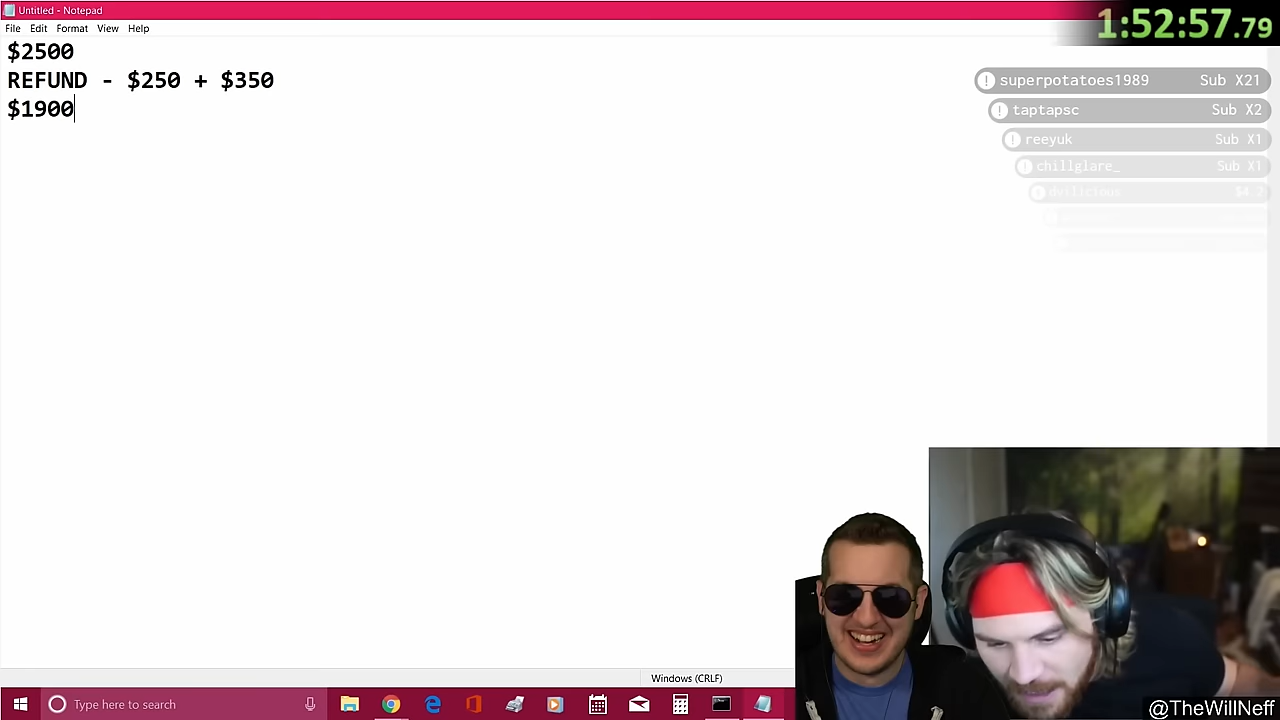 Untitled - Notepad
File Edit Format View Help
$2500
REFUND - $250 + $350
$1900
1:52:57.79
superpotatoes1989 Sub X21
taptapsc Sub X2
reeyuk Sub X1
chillglare_ Sub X1
dvilicious
Windows (CRLF)
Type here to search
@TheWillNeff